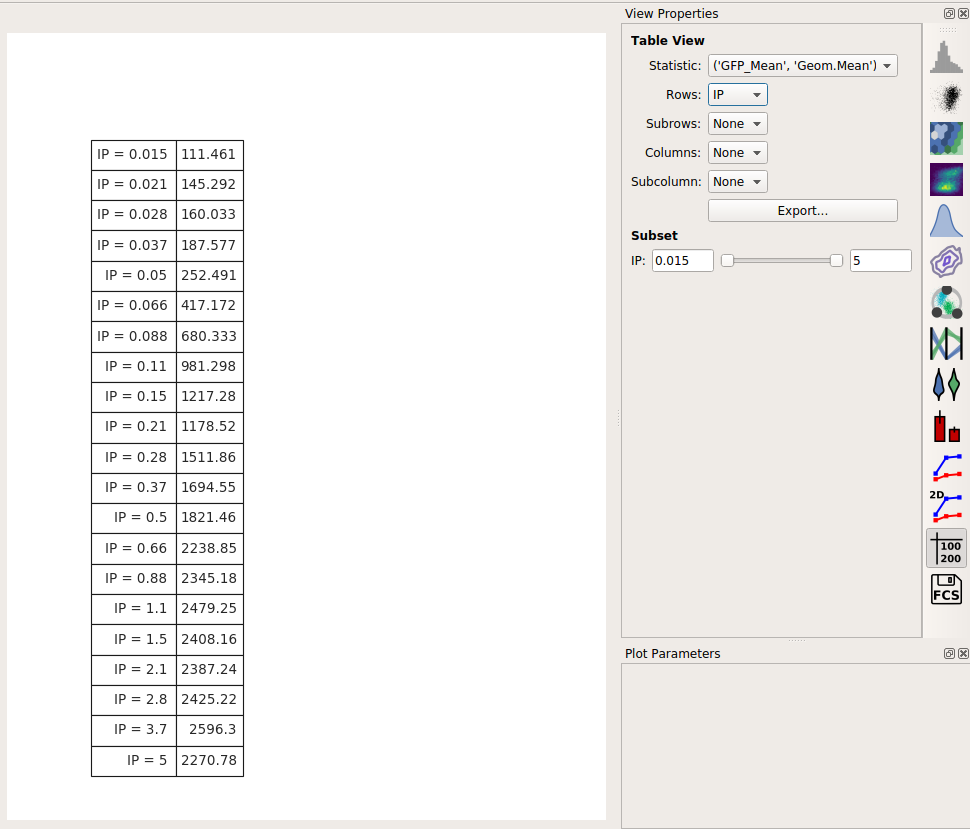 View Properties
Table View
Statistic: ('GFP_Mean', 'Geom.Mean')
Rows: IP
Subrows: None
Columns: None
Subcolumn: None
Export...
Subset
IP: 0.015 5
IP = 0.015 111.461
IP = 0.021 145.292
IP = 0.028 160.033
IP = 0.037 187.577
IP = 0.05 252.491
IP = 0.066 417.172
IP = 0.088 680.333
IP = 0.11 981.298
IP = 0.15 1217.28
IP = 0.21 1178.52
IP = 0.28 1511.86
IP = 0.37 1694.55
IP = 0.5 1821.46
IP = 0.66 2238.85
IP = 0.88 2345.18
IP = 1.1 2479.25
IP = 1.5 2408.16
IP = 2.1 2387.24
IP = 2.8 2425.22
IP = 3.7 2596.3
IP = 5 2270.78
2D
100
200
FCS
Plot Parameters